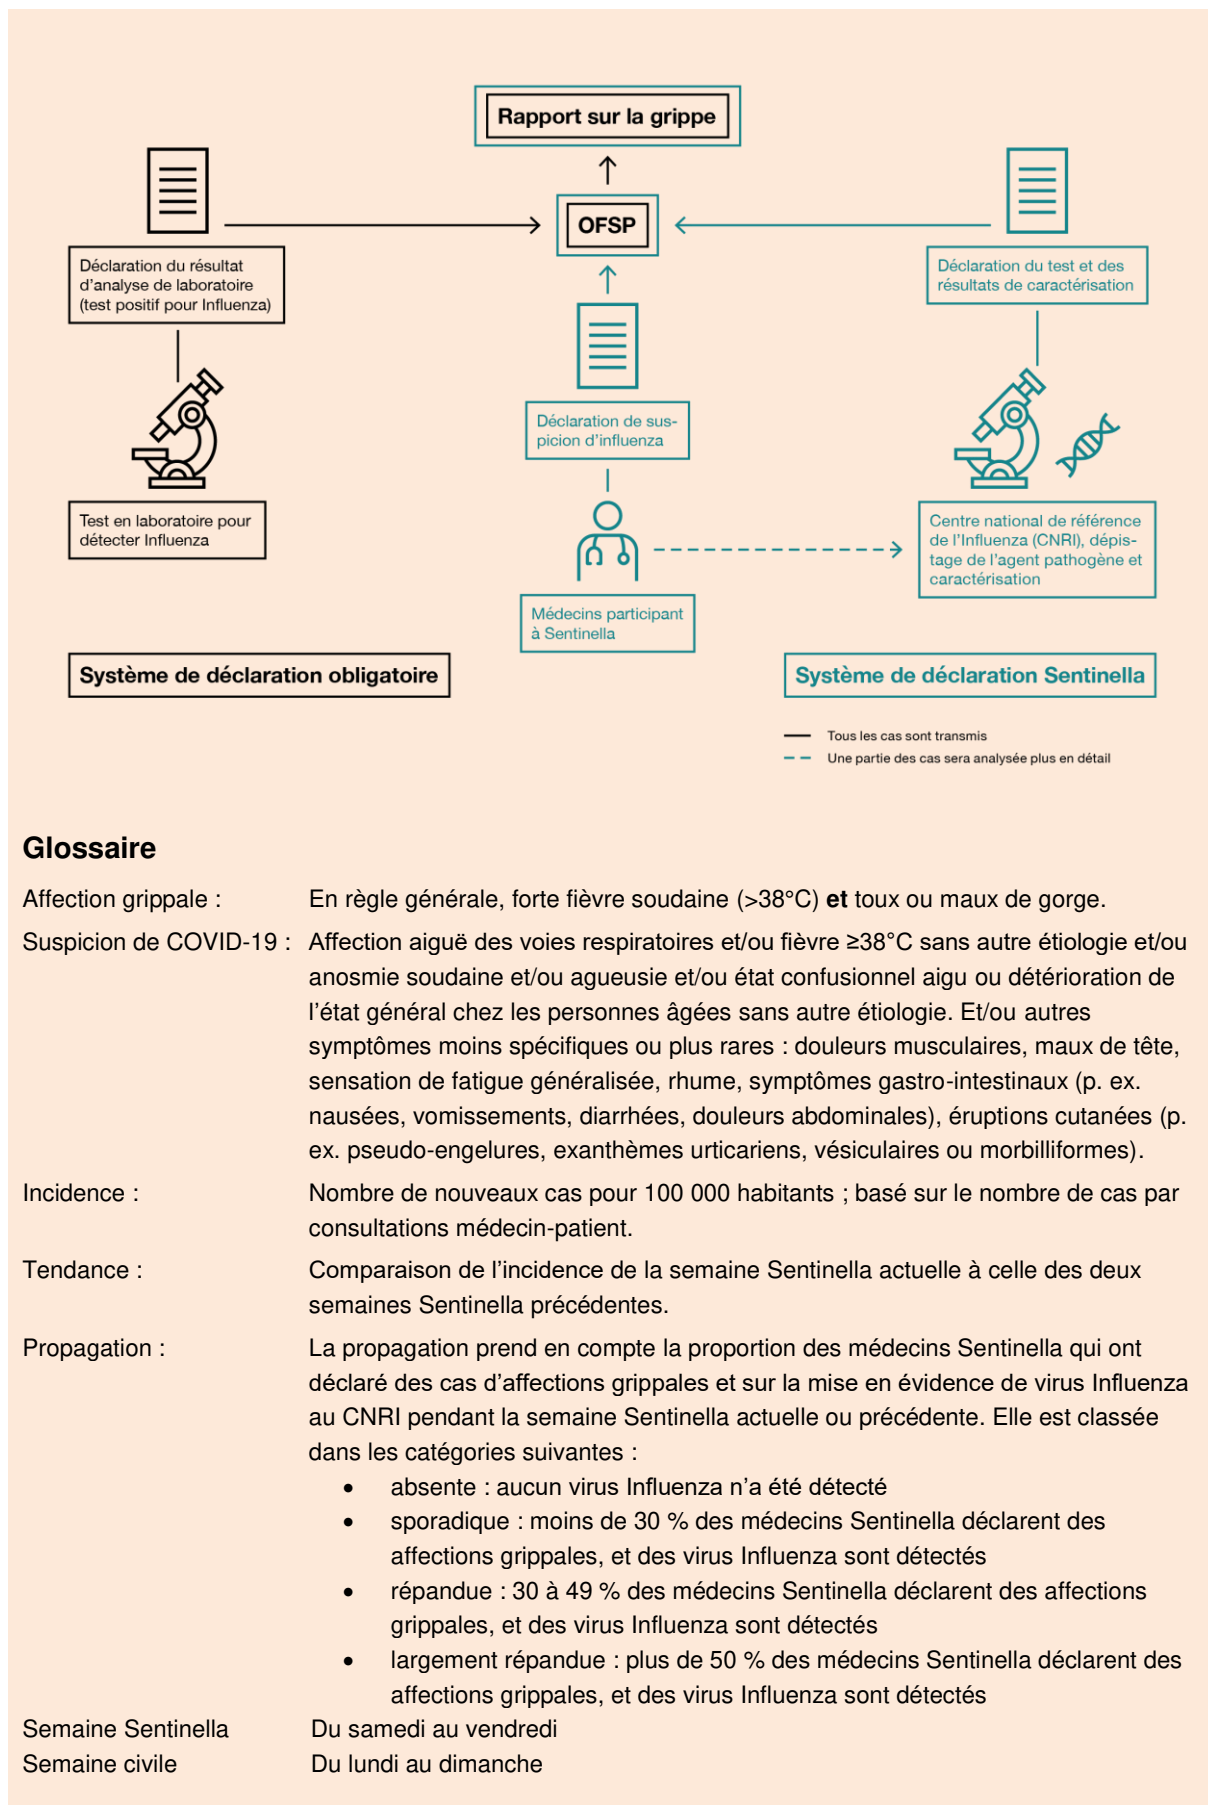 Rapport sur la grippe
OFSP
Déclaration du résultat
d'analyse de laboratoire
(test positif pour Influenza)
Déclaration du test et des
résultats de caractérisation
Déclaration de sus-
picion d'influenza
Test en laboratoire pour
détecter Influenza
Centre national de référence
de l'Influenza (CNRI), dépis-
tage de l'agent pathogène et
caractérisation
Médecins participant
à Sentinella
Système de déclaration obligatoire
Système de déclaration Sentinella
Tous les cas sont transmis
Une partie des cas sera analysée plus en détail
Glossaire
Affection grippale : En règle générale, forte fièvre soudaine (>38°C) et toux ou maux de gorge.
Suspicion de COVID-19 : Affection aiguë des voies respiratoires et/ou fièvre ≥38°C sans autre étiologie et/ou
anosmie soudaine et/ou agueusie et/ou état confusionnel aigu ou détérioration de
l'état général chez les personnes âgées sans autre étiologie. Et/ou autres
symptômes moins spécifiques ou plus rares : douleurs musculaires, maux de tête,
sensation de fatigue généralisée, rhume, symptômes gastro-intestinaux (p. ex.
nausées, vomissements, diarrhées, douleurs abdominales), éruptions cutanées (p.
ex. pseudo-engelures, exanthèmes urticariens, vésiculaires ou morbilliformes).
Incidence : Nombre de nouveaux cas pour 100 000 habitants ; basé sur le nombre de cas par
consultations médecin-patient.
Tendance : Comparaison de l'incidence de la semaine Sentinella actuelle à celle des deux
semaines Sentinella précédentes.
Propagation : La propagation prend en compte la proportion des médecins Sentinella qui ont
déclaré des cas d'affections grippales et sur la mise en évidence de virus Influenza
au CNRI pendant la semaine Sentinella actuelle ou précédente. Elle est classée
dans les catégories suivantes :
• absente : aucun virus Influenza n'a été détecté
• sporadique : moins de 30 % des médecins Sentinella déclarent des
affections grippales, et des virus Influenza sont détectés
• répandue : 30 à 49 % des médecins Sentinella déclarent des affections
grippales, et des virus Influenza sont détectés
• largement répandue : plus de 50 % des médecins Sentinella déclarent des
affections grippales, et des virus Influenza sont détectés
Semaine Sentinella Du samedi au vendredi
Semaine civile Du lundi au dimanche